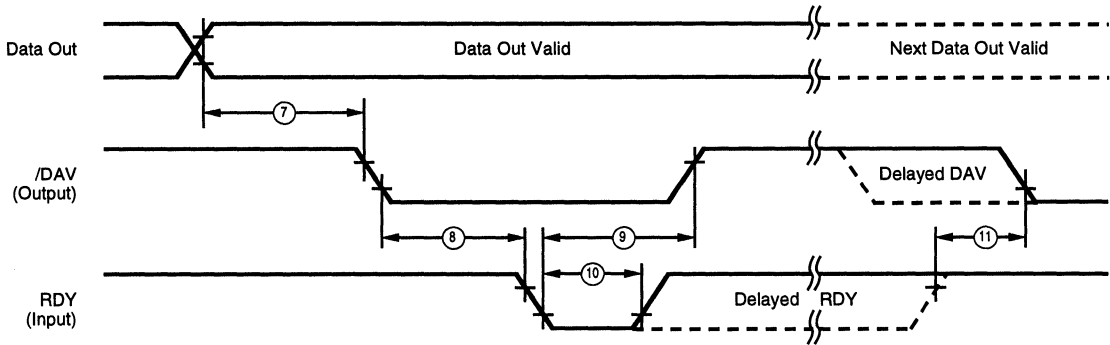 Data Out
Data Out Valid
Next Data Out Valid
7
/DAV
(Output)
Delayed DAV
8
9
11
10
RDY
(Input)
Delayed RDY